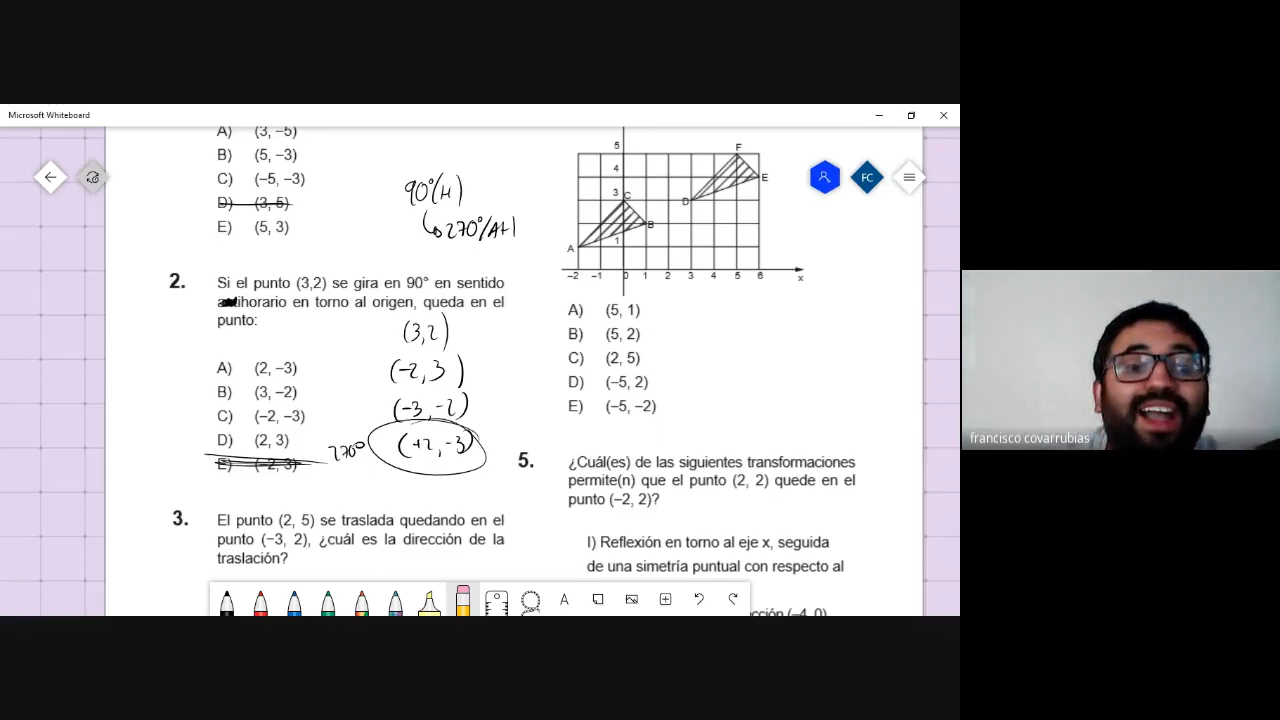 Microsoft Whiteboard
A) (3, –5)
B) (5, –3)
C) (–5, –3)
D) (3, 5)
E) (5, 3)
90°(H)
270°(AH)
2. Si el punto (3,2) se gira en 90° en sentido
ihorario en torno al origen, queda en el
punto:
(3,2)
(-2,3)
(-3,-2)
270° (+2,-3)
A) (2, –3)
B) (3, –2)
C) (–2, –3)
D) (2, 3)
E) (–2, 3)
3. El punto (2, 5) se traslada quedando en el
punto (–3, 2), ¿cuál es la dirección de la
traslación?
5
4
3
1
F
E
D
C
B
A
–2 –1 0 1 2 3 4 5 6 x
A) (5, 1)
B) (5, 2)
C) (2, 5)
D) (–5, 2)
E) (–5, –2)
5. ¿Cuál(es) de las siguientes transformaciones
permite(n) que el punto (2, 2) quede en el
punto (–2, 2)?
I) Reflexión en torno al eje x, seguida
de una simetría puntual con respecto al
cción (–4, 0)
FC
A
francisco covarrubias